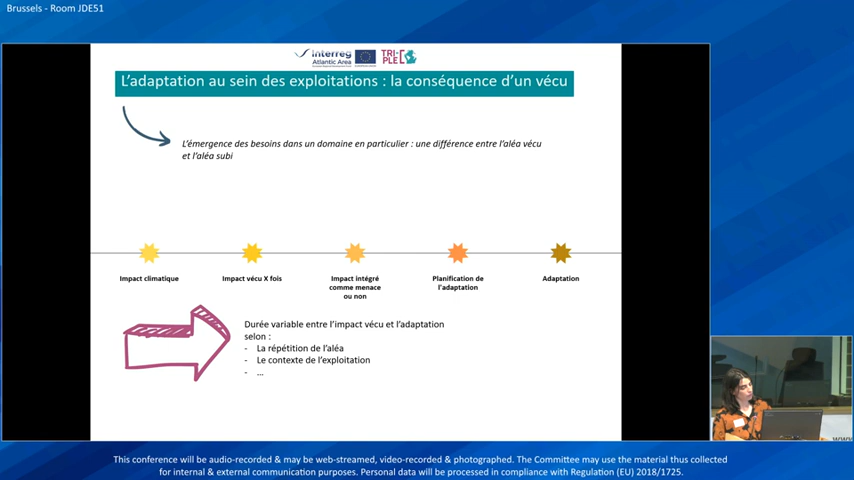 Brussels - Room JDE51
Interreg
Atlantic Area
TRI-
PLE
L'adaptation au sein des exploitations : la conséquence d'un vécu
L'émergence des besoins dans un domaine en particulier : une différence entre l'aléa vécu
et l'aléa subi
Impact climatique
Impact vécu X fois
Impact intégré
comme menace
ou non
Planification de
l'adaptation
Adaptation
Durée variable entre l'impact vécu et l'adaptation
selon :
- La répétition de l'aléa
- Le contexte de l'exploitation
- ...
This conference will be audio-recorded & may be web-streamed, video-recorded & photographed. The Committee may use the material thus collected
for internal & external communication purposes. Personal data will be processed in compliance with Regulation (EU) 2018/1725.